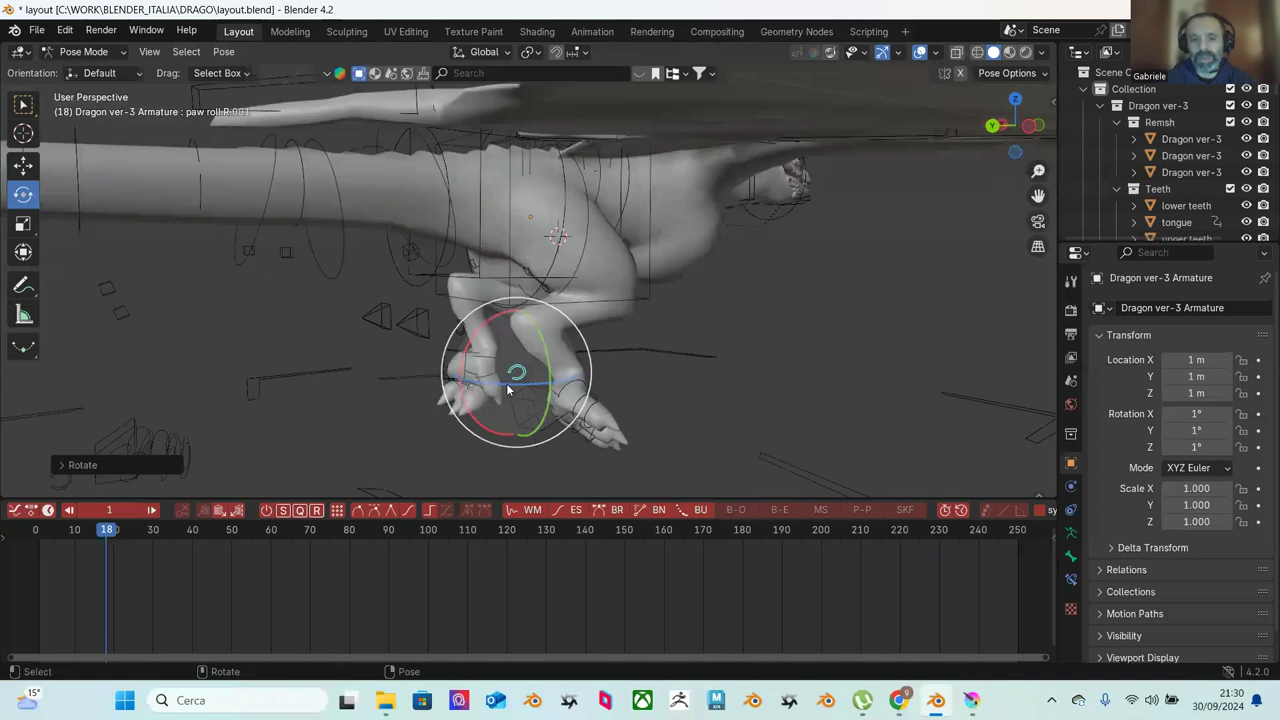 * layout [C:\WORK\BLENDER_ITALIA\DRAGO\layout.blend] - Blender 4.2
File Edit Render Window Help Layout Modeling Sculpting UV Editing Texture Paint Shading Animation Rendering Compositing Geometry Nodes Scripting + Scene
Pose Mode View Select Pose Global
Orientation: Default Drag: Select Box Search X Pose Options
Gabriele
Scene C
Collection
Dragon ver-3
Remsh
Dragon ver-3
Dragon ver-3
Dragon ver-3
Teeth
lower teeth
tongue
upper teeth
User Perspective
(18) Dragon ver-3 Armature : paw roll.R.001
Z
Y
Rotate
Search
Dragon ver-3 Armature
Dragon ver-3 Armature
Transform
Location X 1 m
Y 1 m
Z 1 m
Rotation X 1°
Y 1°
Z 1°
Mode XYZ Euler
Scale X 1.000
Y 1.000
Z 1.000
Delta Transform
Relations
Collections
Motion Paths
Visibility
Viewport Display
1 S Q R WM ES BR BN BU B-O B-E MS P-P SKF sy
0 10 18 30 40 50 60 70 80 90 100 110 120 130 140 150 160 170 180 190 200 210 220 230 240 250
Select Rotate Pose 4.2.0
15° Cerca 21:30
30/09/2024